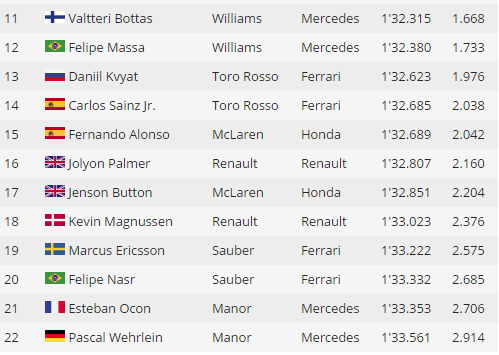 11 Valtteri Bottas Williams Mercedes 1'32.315 1.668
12 Felipe Massa Williams Mercedes 1'32.380 1.733
13 Daniil Kvyat Toro Rosso Ferrari 1'32.623 1.976
14 Carlos Sainz Jr. Toro Rosso Ferrari 1'32.685 2.038
15 Fernando Alonso McLaren Honda 1'32.689 2.042
16 Jolyon Palmer Renault Renault 1'32.807 2.160
17 Jenson Button McLaren Honda 1'32.851 2.204
18 Kevin Magnussen Renault Renault 1'33.023 2.376
19 Marcus Ericsson Sauber Ferrari 1'33.222 2.575
20 Felipe Nasr Sauber Ferrari 1'33.332 2.685
21 Esteban Ocon Manor Mercedes 1'33.353 2.706
22 Pascal Wehrlein Manor Mercedes 1'33.561 2.914